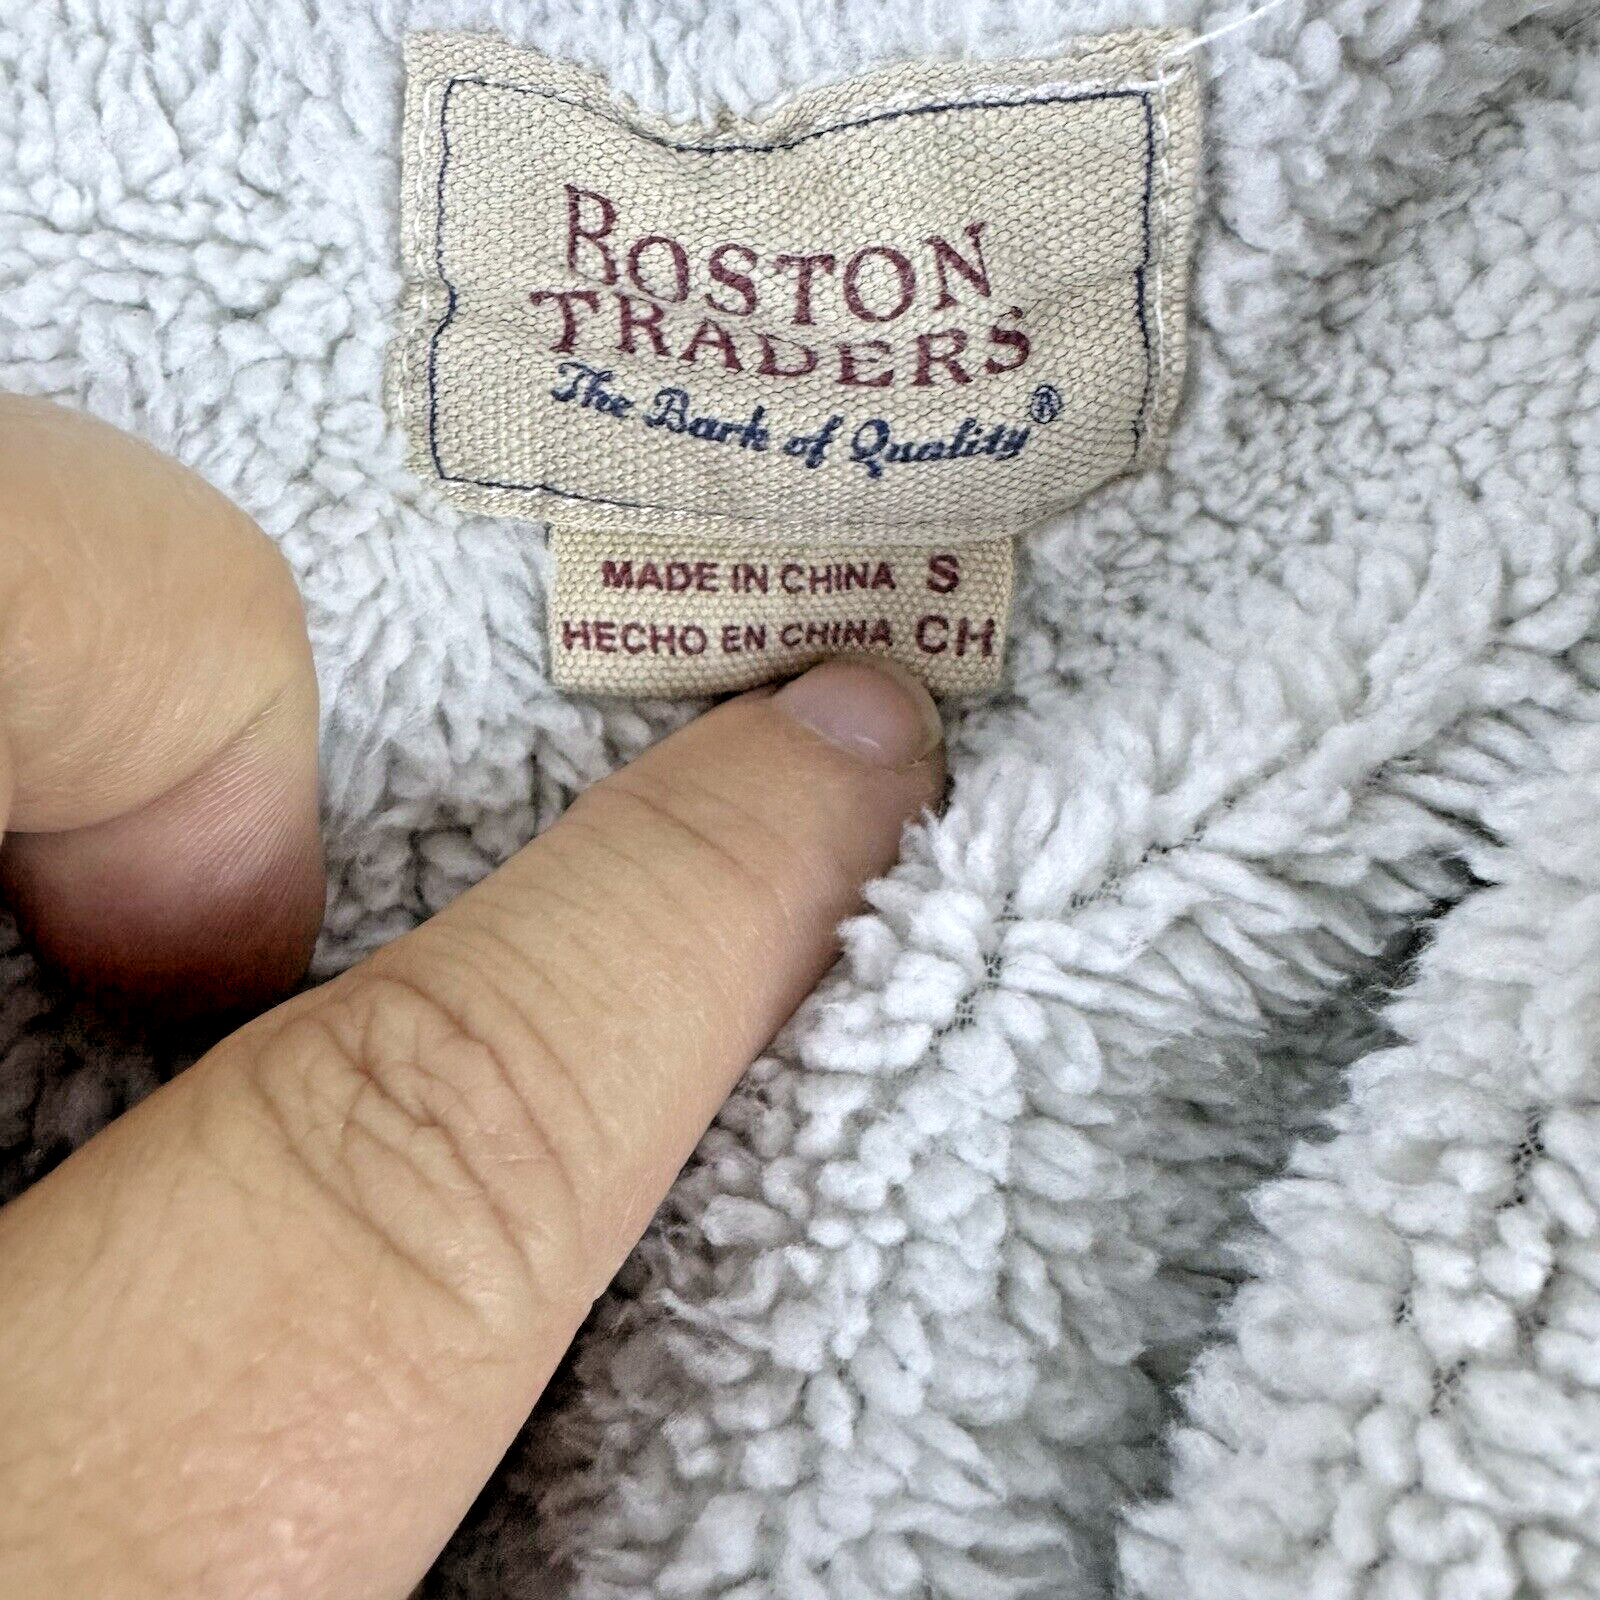 BOSTON
TRADERS
The Bark of Quality®
MADE IN CHINA S
HECHO EN CHINA CH